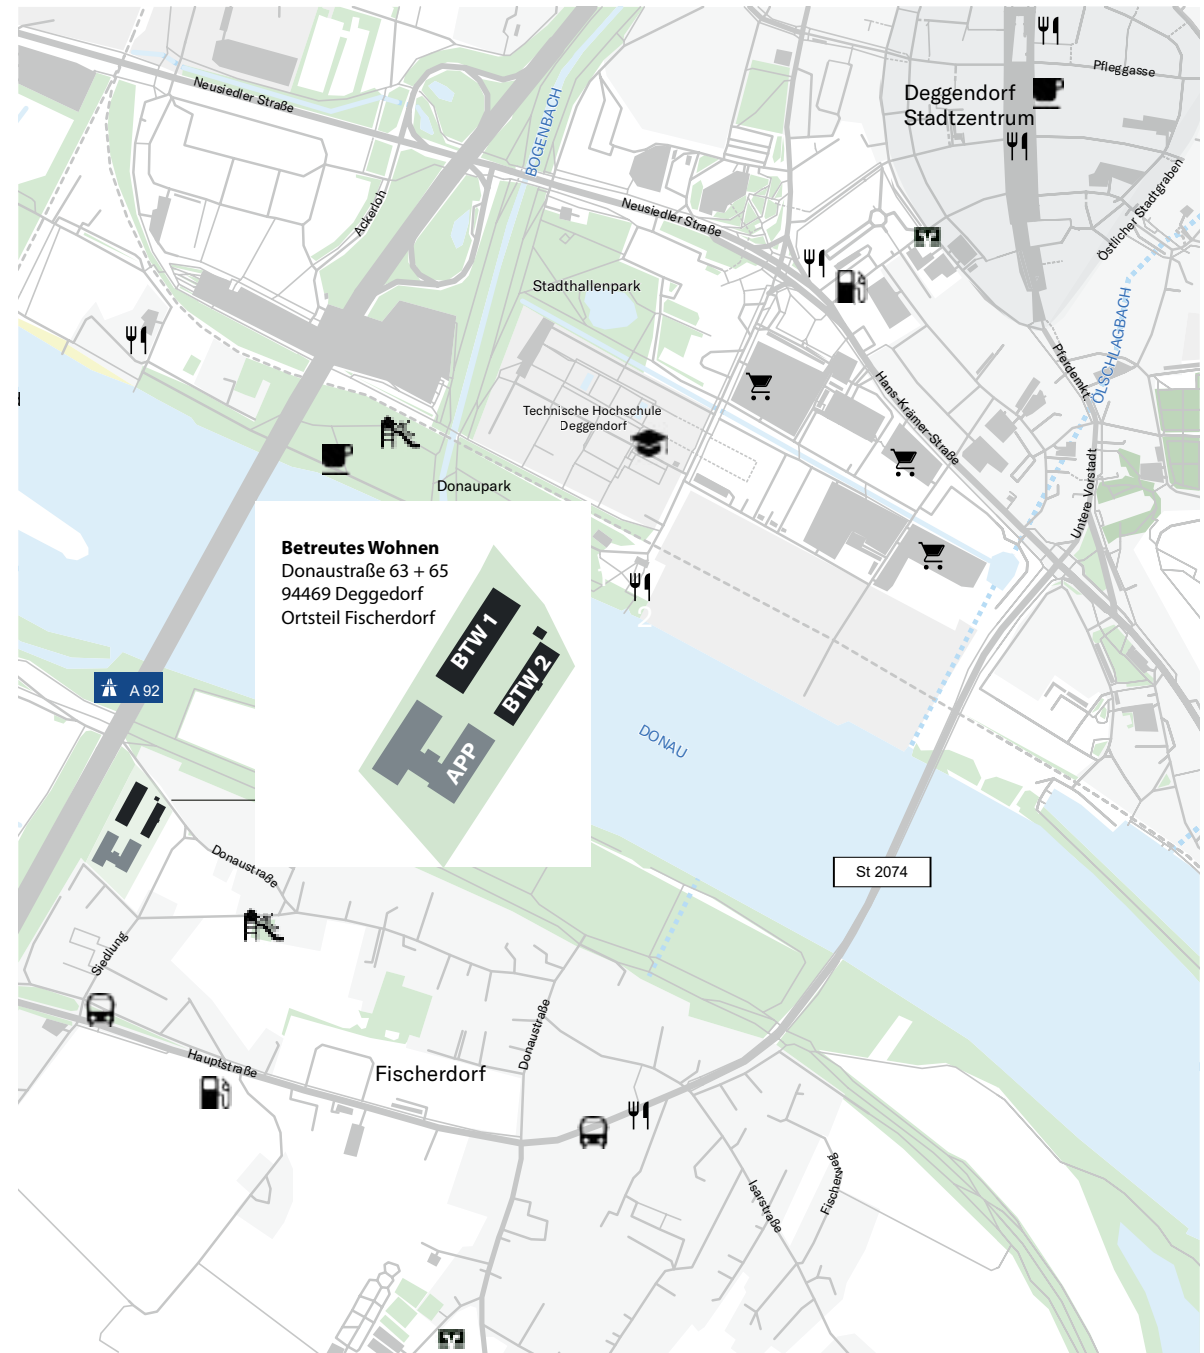 Pfleggasse
Deggendorf
Stadtzentrum
Neusiedler Straße
BOGENBACH
Ackerloh
Neusiedler Straße
Östlicher Stadtgraben
Stadthallenpark
ÖLSCHLAGBACH
Pferdemkt.
Hans-Krämer-Straße
Technische Hochschule
Deggendorf
Untere Vorstadt
Donaupark
Betreutes Wohnen
Donaustraße 63 + 65
94469 Deggedorf
Ortsteil Fischerdorf
BTW 1
BTW 2
APP
2
A 92
DONAU
St 2074
Donaustraße
Siedlung
Donaustraße
Hauptstraße
Fischerdorf
Isarstraße
Fischerweg